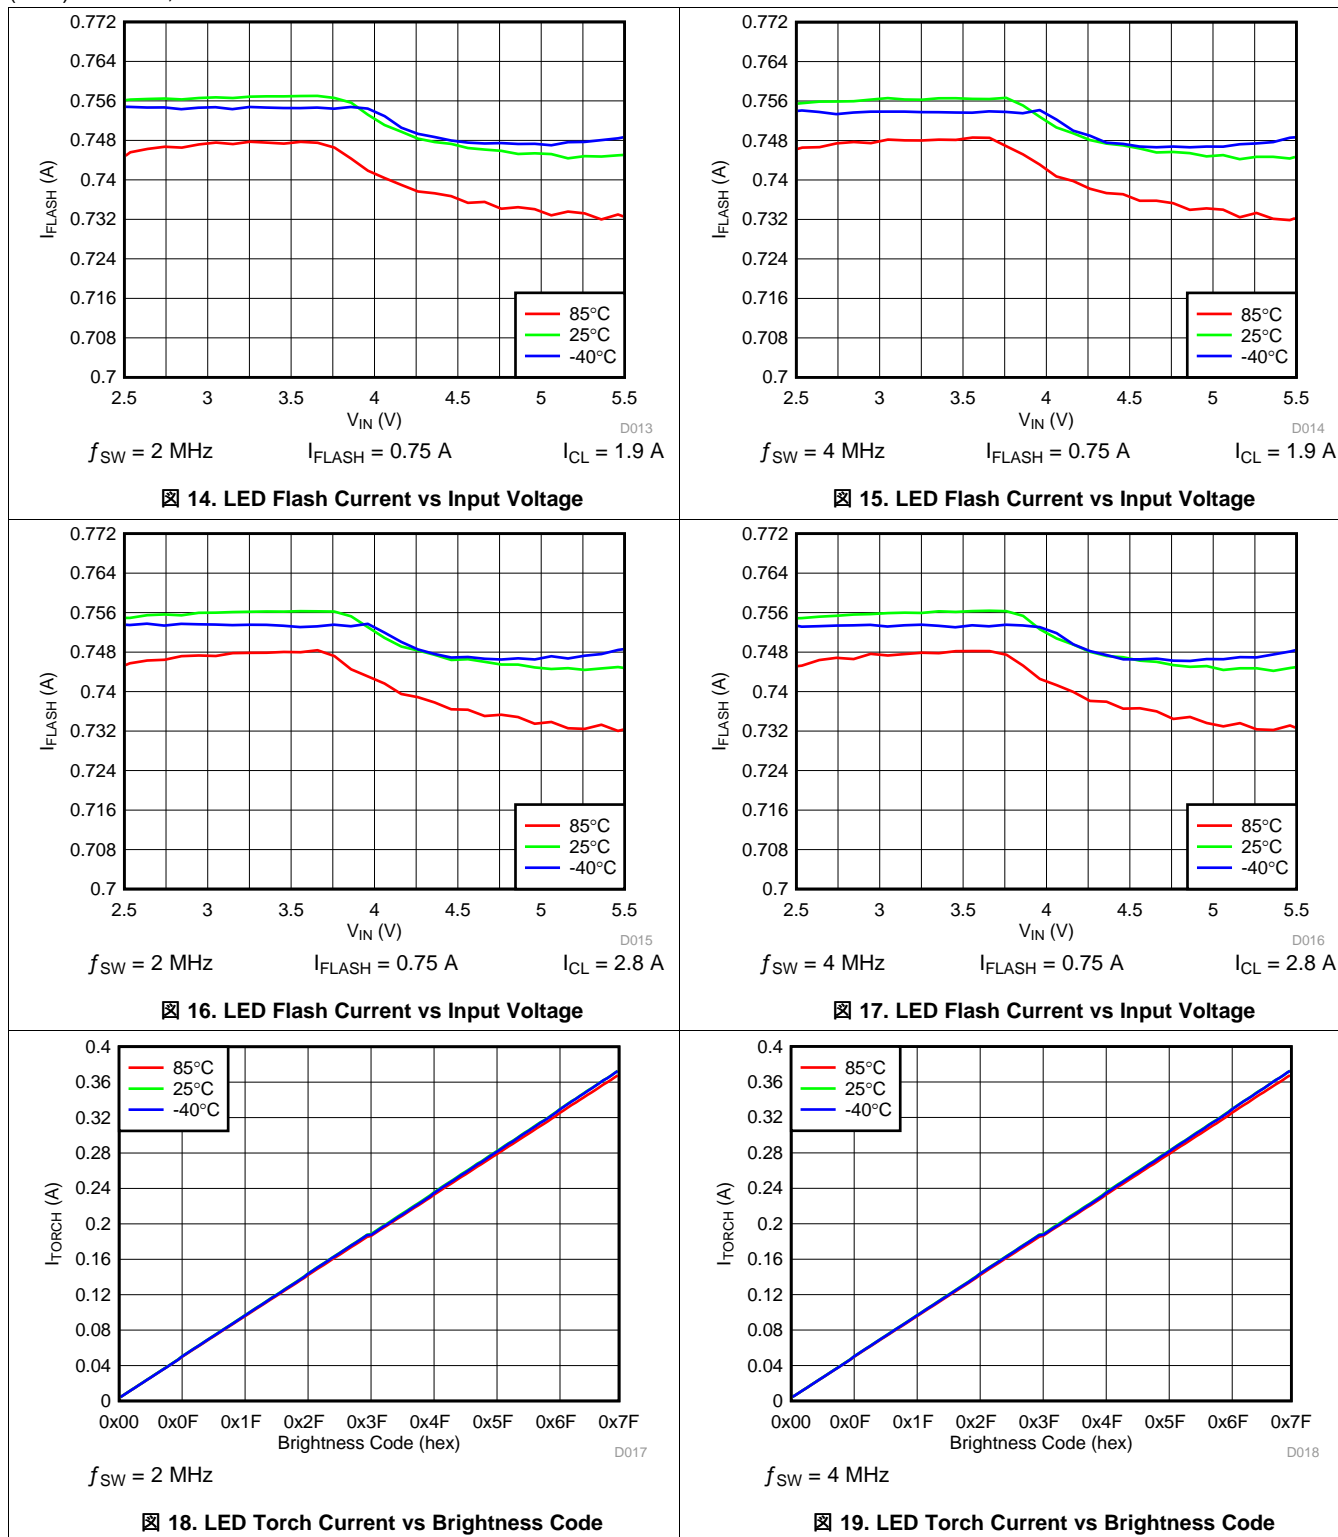 0.772
0.764
0.756
0.748
0.74
0.732
0.724
0.716
0.708
0.7
IFLASH (A)
85°C
25°C
-40°C
2.5 3 3.5 4 4.5 5 5.5
VIN (V)
D013
ƒSW = 2 MHz IFLASH = 0.75 A ICL = 1.9 A
図 14. LED Flash Current vs Input Voltage
0.772
0.764
0.756
0.748
0.74
0.732
0.724
0.716
0.708
0.7
IFLASH (A)
85°C
25°C
-40°C
2.5 3 3.5 4 4.5 5 5.5
VIN (V)
D014
ƒSW = 4 MHz IFLASH = 0.75 A ICL = 1.9 A
図 15. LED Flash Current vs Input Voltage
0.772
0.764
0.756
0.748
0.74
0.732
0.724
0.716
0.708
0.7
IFLASH (A)
85°C
25°C
-40°C
2.5 3 3.5 4 4.5 5 5.5
VIN (V)
D015
ƒSW = 2 MHz IFLASH = 0.75 A ICL = 2.8 A
図 16. LED Flash Current vs Input Voltage
0.772
0.764
0.756
0.748
0.74
0.732
0.724
0.716
0.708
0.7
IFLASH (A)
85°C
25°C
-40°C
2.5 3 3.5 4 4.5 5 5.5
VIN (V)
D016
ƒSW = 4 MHz IFLASH = 0.75 A ICL = 2.8 A
図 17. LED Flash Current vs Input Voltage
0.4
0.36
0.32
0.28
0.24
0.2
0.16
0.12
0.08
0.04
0
ITORCH (A)
85°C
25°C
-40°C
0x00 0x0F 0x1F 0x2F 0x3F 0x4F 0x5F 0x6F 0x7F
Brightness Code (hex)
D017
ƒSW = 2 MHz
図 18. LED Torch Current vs Brightness Code
0.4
0.36
0.32
0.28
0.24
0.2
0.16
0.12
0.08
0.04
0
ITORCH (A)
85°C
25°C
-40°C
0x00 0x0F 0x1F 0x2F 0x3F 0x4F 0x5F 0x6F 0x7F
Brightness Code (hex)
D018
ƒSW = 4 MHz
図 19. LED Torch Current vs Brightness Code